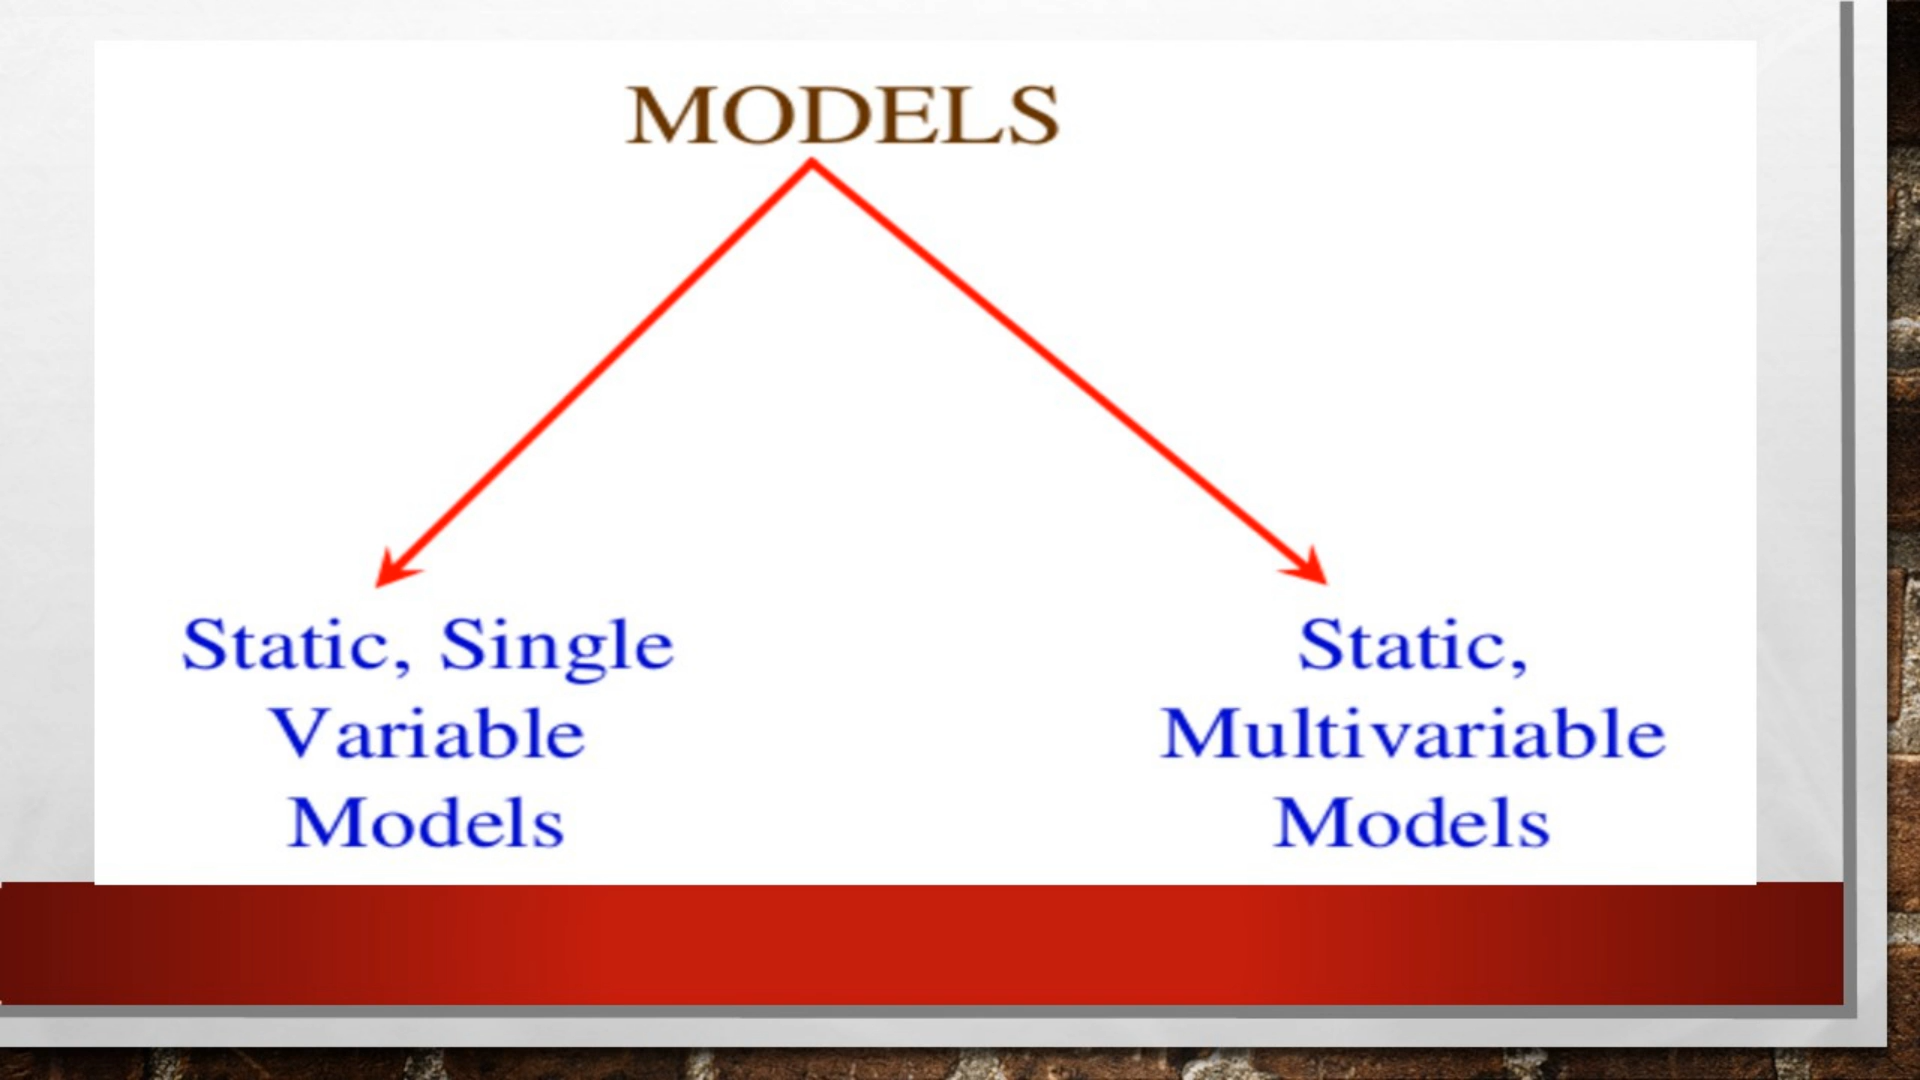 MODELS
Static, Single
Variable
Models
Static,
Multivariable
Models